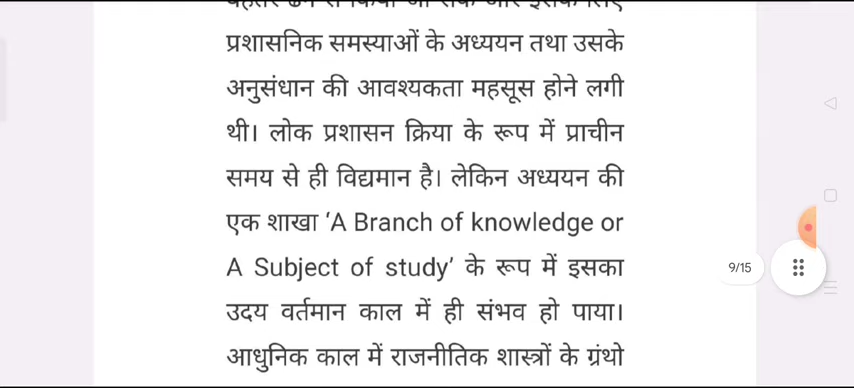 प्रशासनिक समस्याओं के अध्ययन तथा उसके
अनुसंधान की आवश्यकता महसूस होने लगी
थी। लोक प्रशासन क्रिया के रूप में प्राचीन
समय से ही विद्यमान है। लेकिन अध्ययन की
एक शाखा ‘A Branch of knowledge or
A Subject of study’ के रूप में इसका
उदय वर्तमान काल में ही संभव हो पाया।
आधुनिक काल में राजनीतिक शास्त्रों के ग्रंथो
9/15